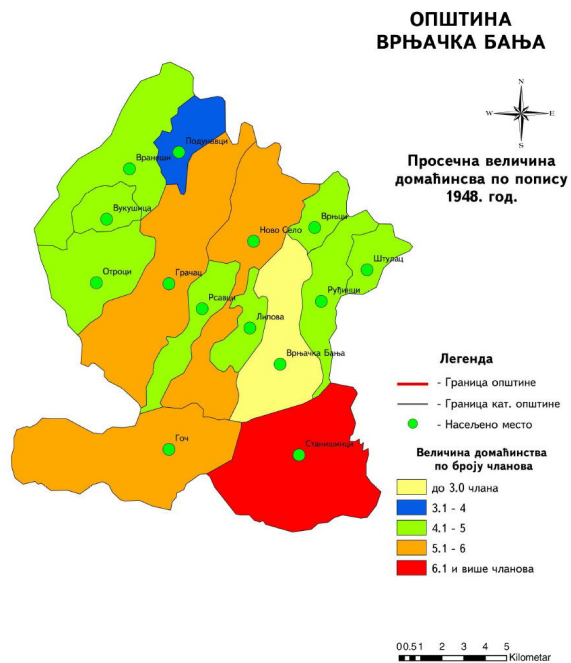 ОПШТИНА
ВРЊАЧКА БАЊА
N
W
E
S
Просечна величина
домаћинсва по попису
1948. год.
Подунавци
Врањеши
Вукушица
Врњци
Ново Село
Штулац
Отроци
Грачац
Руђинци
Рсавци
Липова
Врњачка Бања
Гоч
Станишинци
Легенда
- Граница општине
- Граница кат. општине
- Насељено место
Величина домаћинства
по броју чланова
до 3.0 члана
3.1 - 4
4.1 - 5
5.1 - 6
6.1 и више чланова
0 0.5 1 2 3 4 5
Kilometar